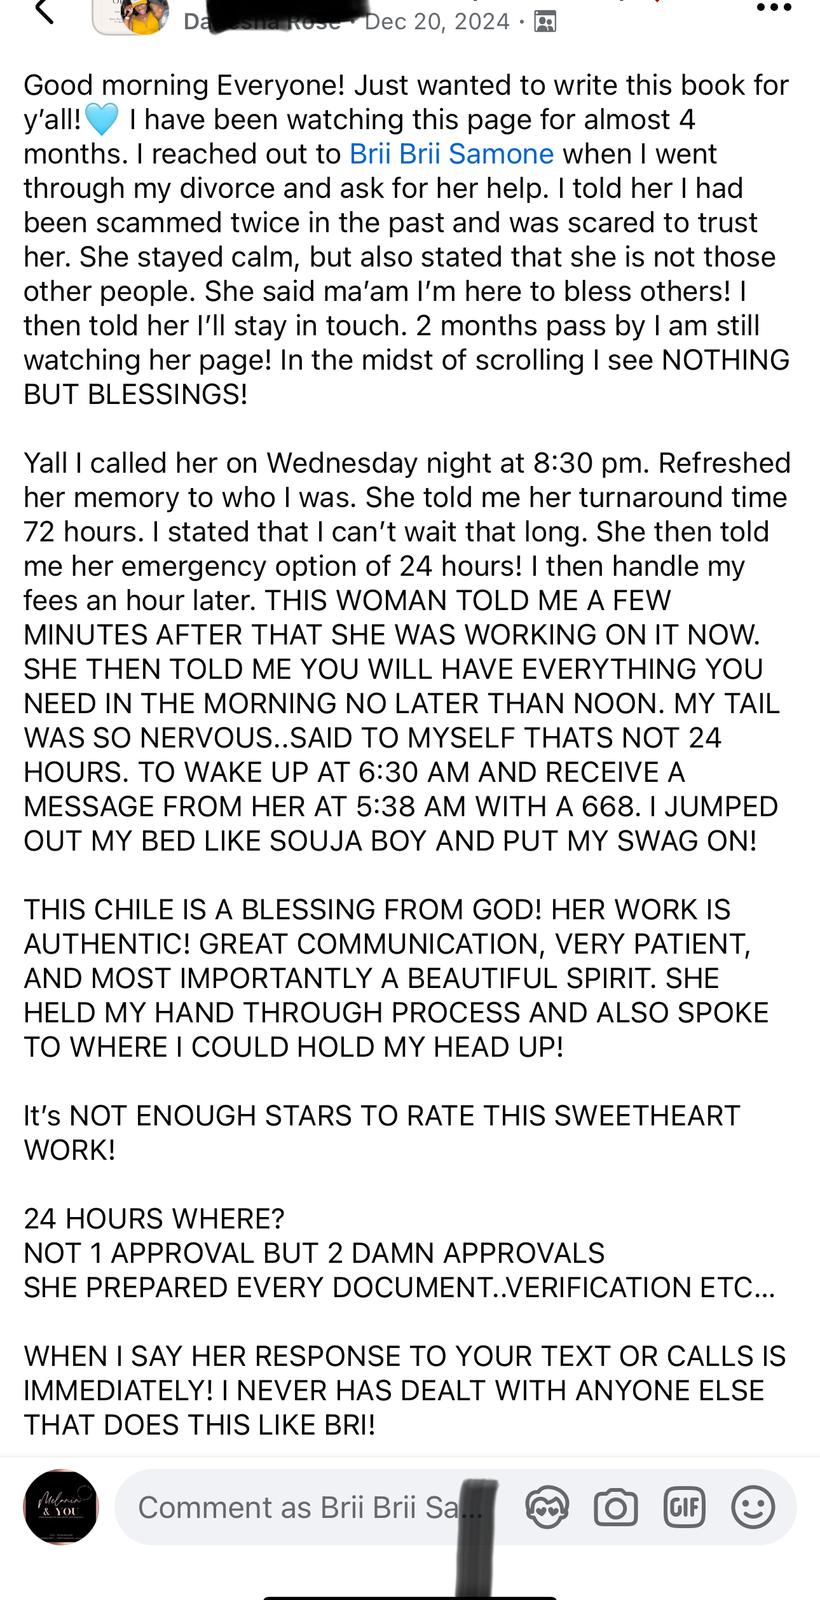 Dec 20, 2024 ·
Good morning Everyone! Just wanted to write this book for
y’all!🩵 I have been watching this page for almost 4
months. I reached out to Brii Brii Samone when I went
through my divorce and ask for her help. I told her I had
been scammed twice in the past and was scared to trust
her. She stayed calm, but also stated that she is not those
other people. She said ma’am I’m here to bless others! I
then told her I’ll stay in touch. 2 months pass by I am still
watching her page! In the midst of scrolling I see NOTHING
BUT BLESSINGS!
Yall I called her on Wednesday night at 8:30 pm. Refreshed
her memory to who I was. She told me her turnaround time
72 hours. I stated that I can’t wait that long. She then told
me her emergency option of 24 hours! I then handle my
fees an hour later. THIS WOMAN TOLD ME A FEW
MINUTES AFTER THAT SHE WAS WORKING ON IT NOW.
SHE THEN TOLD ME YOU WILL HAVE EVERYTHING YOU
NEED IN THE MORNING NO LATER THAN NOON. MY TAIL
WAS SO NERVOUS..SAID TO MYSELF THATS NOT 24
HOURS. TO WAKE UP AT 6:30 AM AND RECEIVE A
MESSAGE FROM HER AT 5:38 AM WITH A 668. I JUMPED
OUT MY BED LIKE SOUJA BOY AND PUT MY SWAG ON!
THIS CHILE IS A BLESSING FROM GOD! HER WORK IS
AUTHENTIC! GREAT COMMUNICATION, VERY PATIENT,
AND MOST IMPORTANTLY A BEAUTIFUL SPIRIT. SHE
HELD MY HAND THROUGH PROCESS AND ALSO SPOKE
TO WHERE I COULD HOLD MY HEAD UP!
It’s NOT ENOUGH STARS TO RATE THIS SWEETHEART
WORK!
24 HOURS WHERE?
NOT 1 APPROVAL BUT 2 DAMN APPROVALS
SHE PREPARED EVERY DOCUMENT..VERIFICATION ETC...
WHEN I SAY HER RESPONSE TO YOUR TEXT OR CALLS IS
IMMEDIATELY! I NEVER HAS DEALT WITH ANYONE ELSE
THAT DOES THIS LIKE BRI!
Melanin
& YOU
Comment as Brii Brii Sa...
GIF